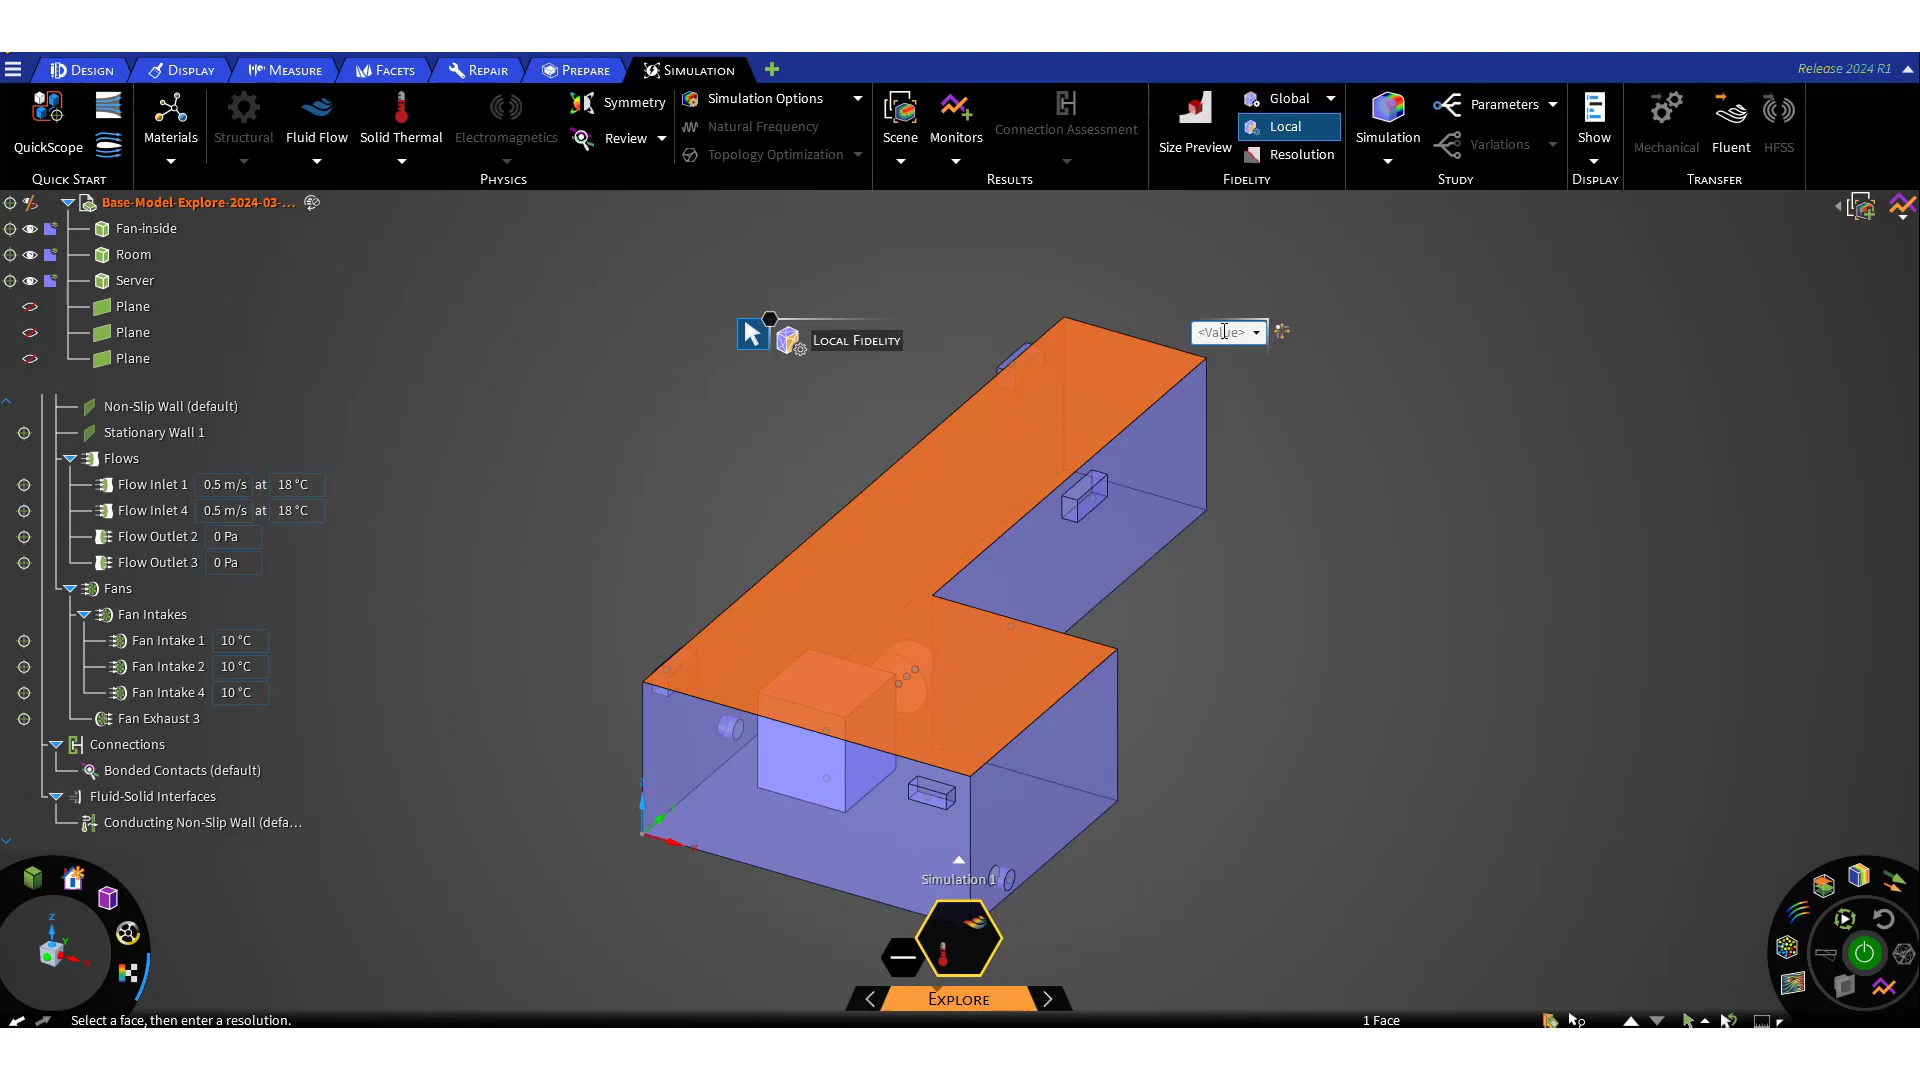 DESIGN DISPLAY MEASURE FACETS REPAIR PREPARE SIMULATION Release 2024 R1
QuickScope
Quick Start
Materials Structural Fluid Flow Solid Thermal Electromagnetics
Symmetry
Review
Simulation Options
Natural Frequency
Topology Optimization
Physics
Scene Monitors Connection Assessment
Results
Size Preview
Global
Local
Resolution
Fidelity
Simulation
Parameters
Variations
Study
Show
Display
Mechanical Fluent HFSS
Transfer
Base-Model-Explore-2024-03-...
Fan-inside
Room
Server
Plane
Plane
Plane
Non-Slip Wall (default)
Stationary Wall 1
Flows
Flow Inlet 1 0.5 m/s at 18 °C
Flow Inlet 4 0.5 m/s at 18 °C
Flow Outlet 2 0 Pa
Flow Outlet 3 0 Pa
Fans
Fan Intakes
Fan Intake 1 10 °C
Fan Intake 2 10 °C
Fan Intake 4 10 °C
Fan Exhaust 3
Connections
Bonded Contacts (default)
Fluid-Solid Interfaces
Conducting Non-Slip Wall (defa...
Local Fidelity
<Value>
Simulation 1
Explore
Z
Y
X
Select a face, then enter a resolution.
1 Face